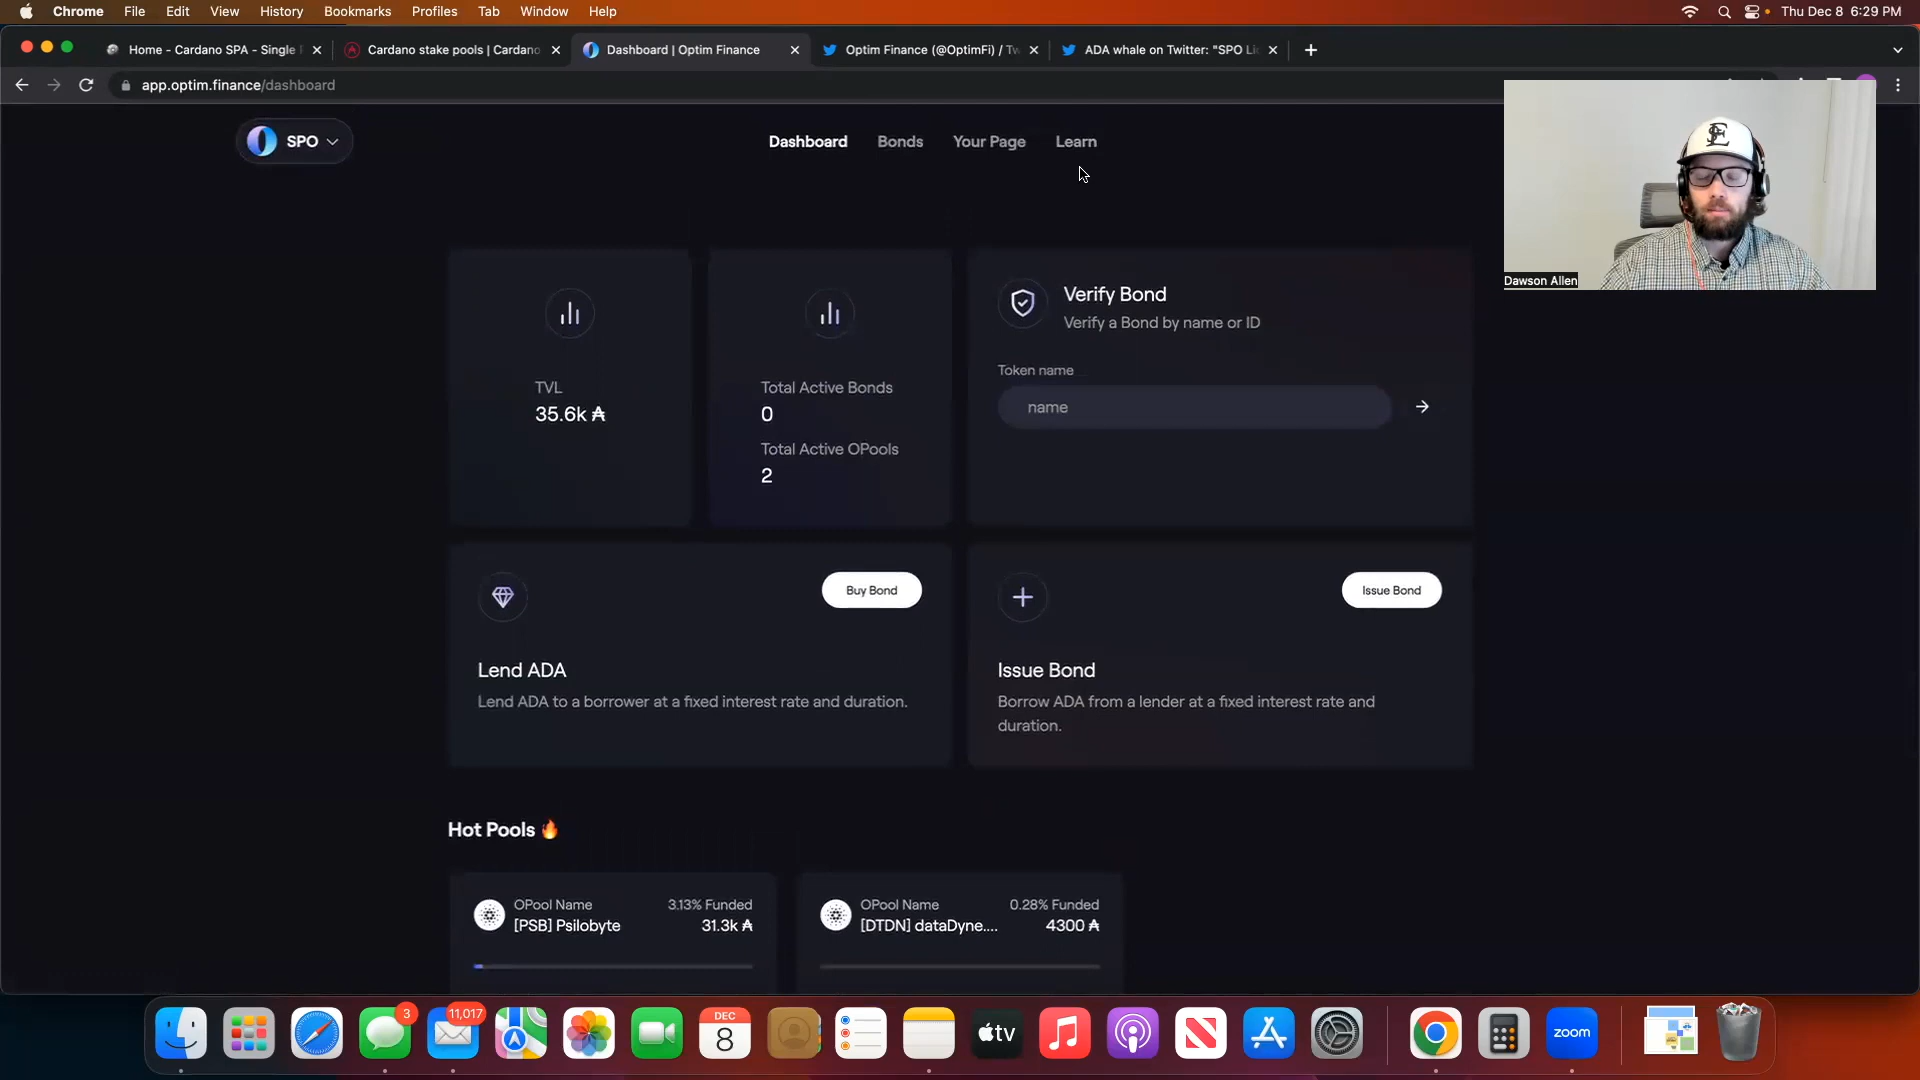 Chrome File Edit View History Bookmarks Profiles Tab Window Help
Thu Dec 8 6:29 PM
Home - Cardano SPA - Single
Cardano stake pools | Cardano
Dashboard | Optim Finance
Optim Finance (@OptimFi) / Tw
ADA whale on Twitter: "SPO Li
app.optim.finance/dashboard
SPO
Dashboard Bonds Your Page Learn
Dawson Allen
Verify Bond
Verify a Bond by name or ID
Token name
name
TVL
35.6k ₳
Total Active Bonds
0
Total Active OPools
2
Buy Bond
Lend ADA
Lend ADA to a borrower at a fixed interest rate and duration.
Issue Bond
Issue Bond
Borrow ADA from a lender at a fixed interest rate and
duration.
Hot Pools 🔥
OPool Name 3.13% Funded
[PSB] Psilobyte 31.3k ₳
OPool Name 0.28% Funded
[DTDN] dataDyne.... 4300 ₳
3
11,017
DEC
8
tv
zoom